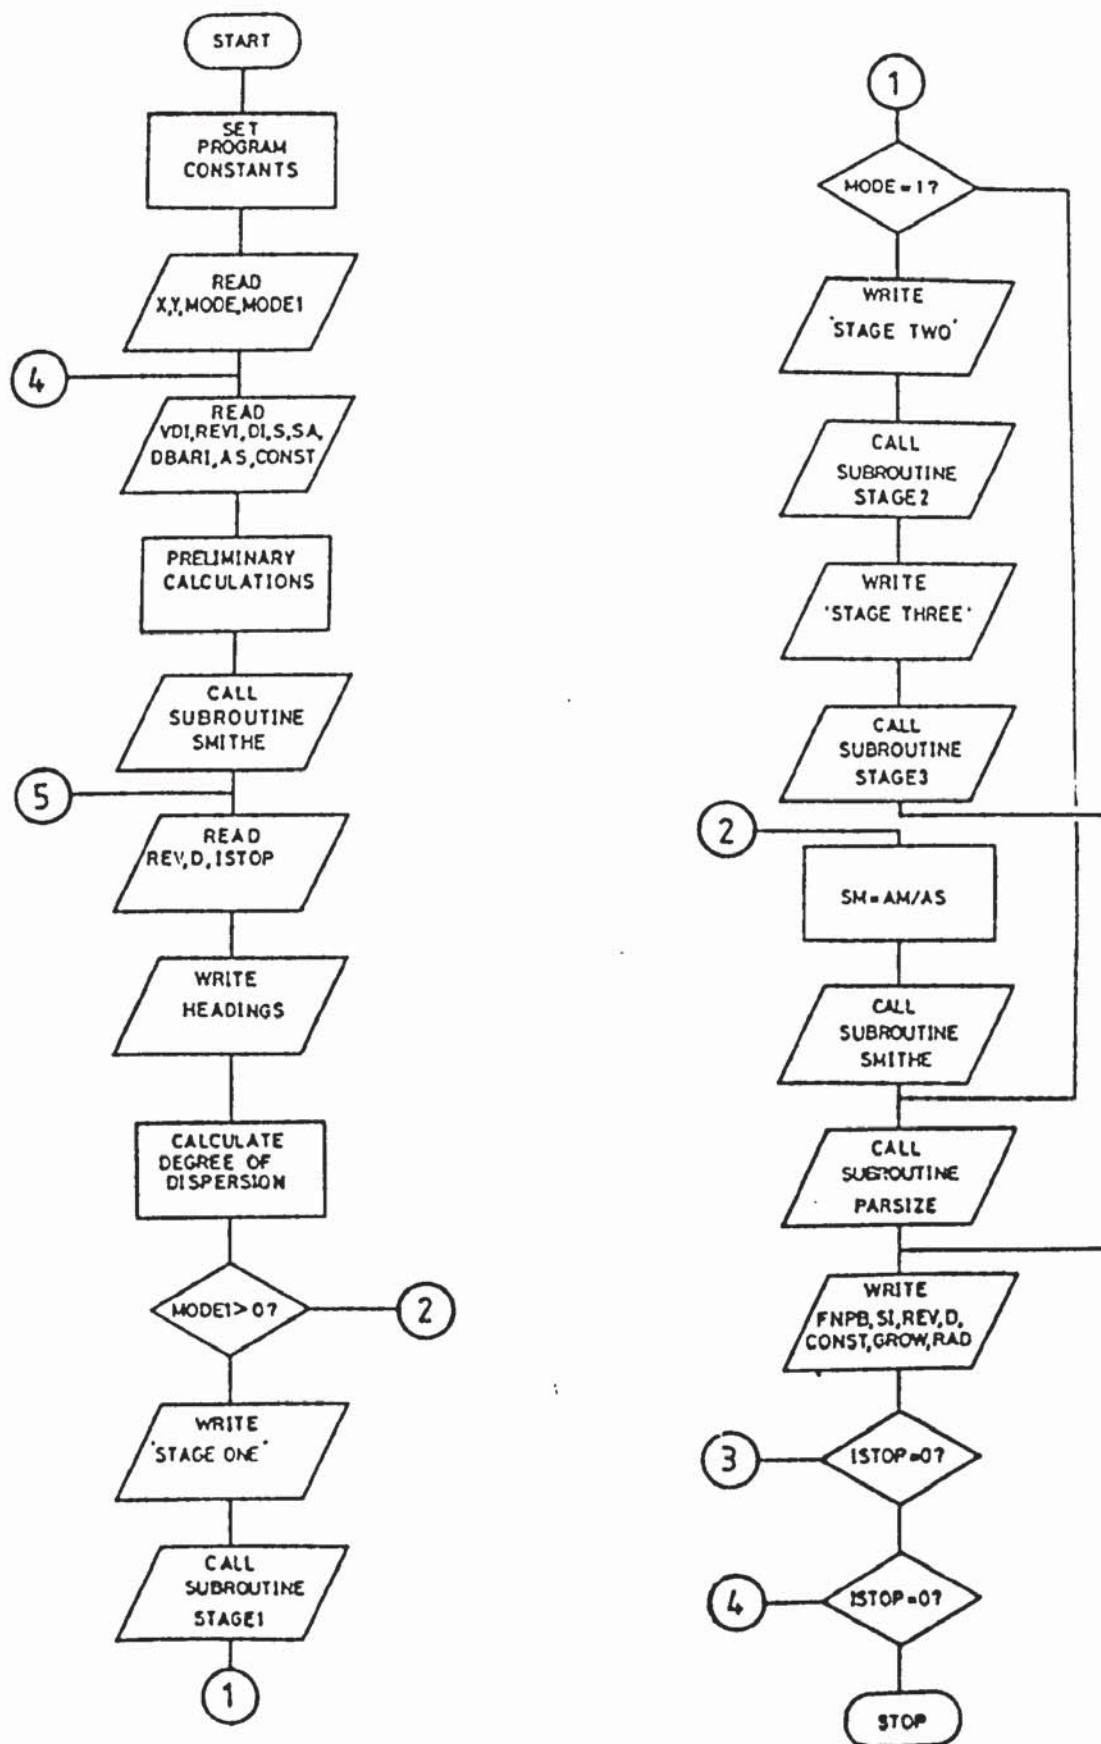 START
SET
PROGRAM
CONSTANTS
READ
X,Y,MODE,MODE1
4
READ
VDI,REVI,DI,S,SA,
DBARI,AS,CONST
PRELIMINARY
CALCULATIONS
CALL
SUBROUTINE
SMITHE
5
READ
REV,D,ISTOP
WRITE
HEADINGS
CALCULATE
DEGREE OF
DISPERSION
MODE1>0?
2
WRITE
'STAGE ONE'
CALL
SUBROUTINE
STAGE1
1
1
MODE=1?
WRITE
'STAGE TWO'
CALL
SUBROUTINE
STAGE2
WRITE
'STAGE THREE'
CALL
SUBROUTINE
STAGE3
2
SM=AM/AS
CALL
SUBROUTINE
SMITHE
CALL
SUBROUTINE
PARSIZE
WRITE
FNPB,SI,REV,D,
CONST,GROW,RAD
3
ISTOP=0?
4
ISTOP=0?
STOP